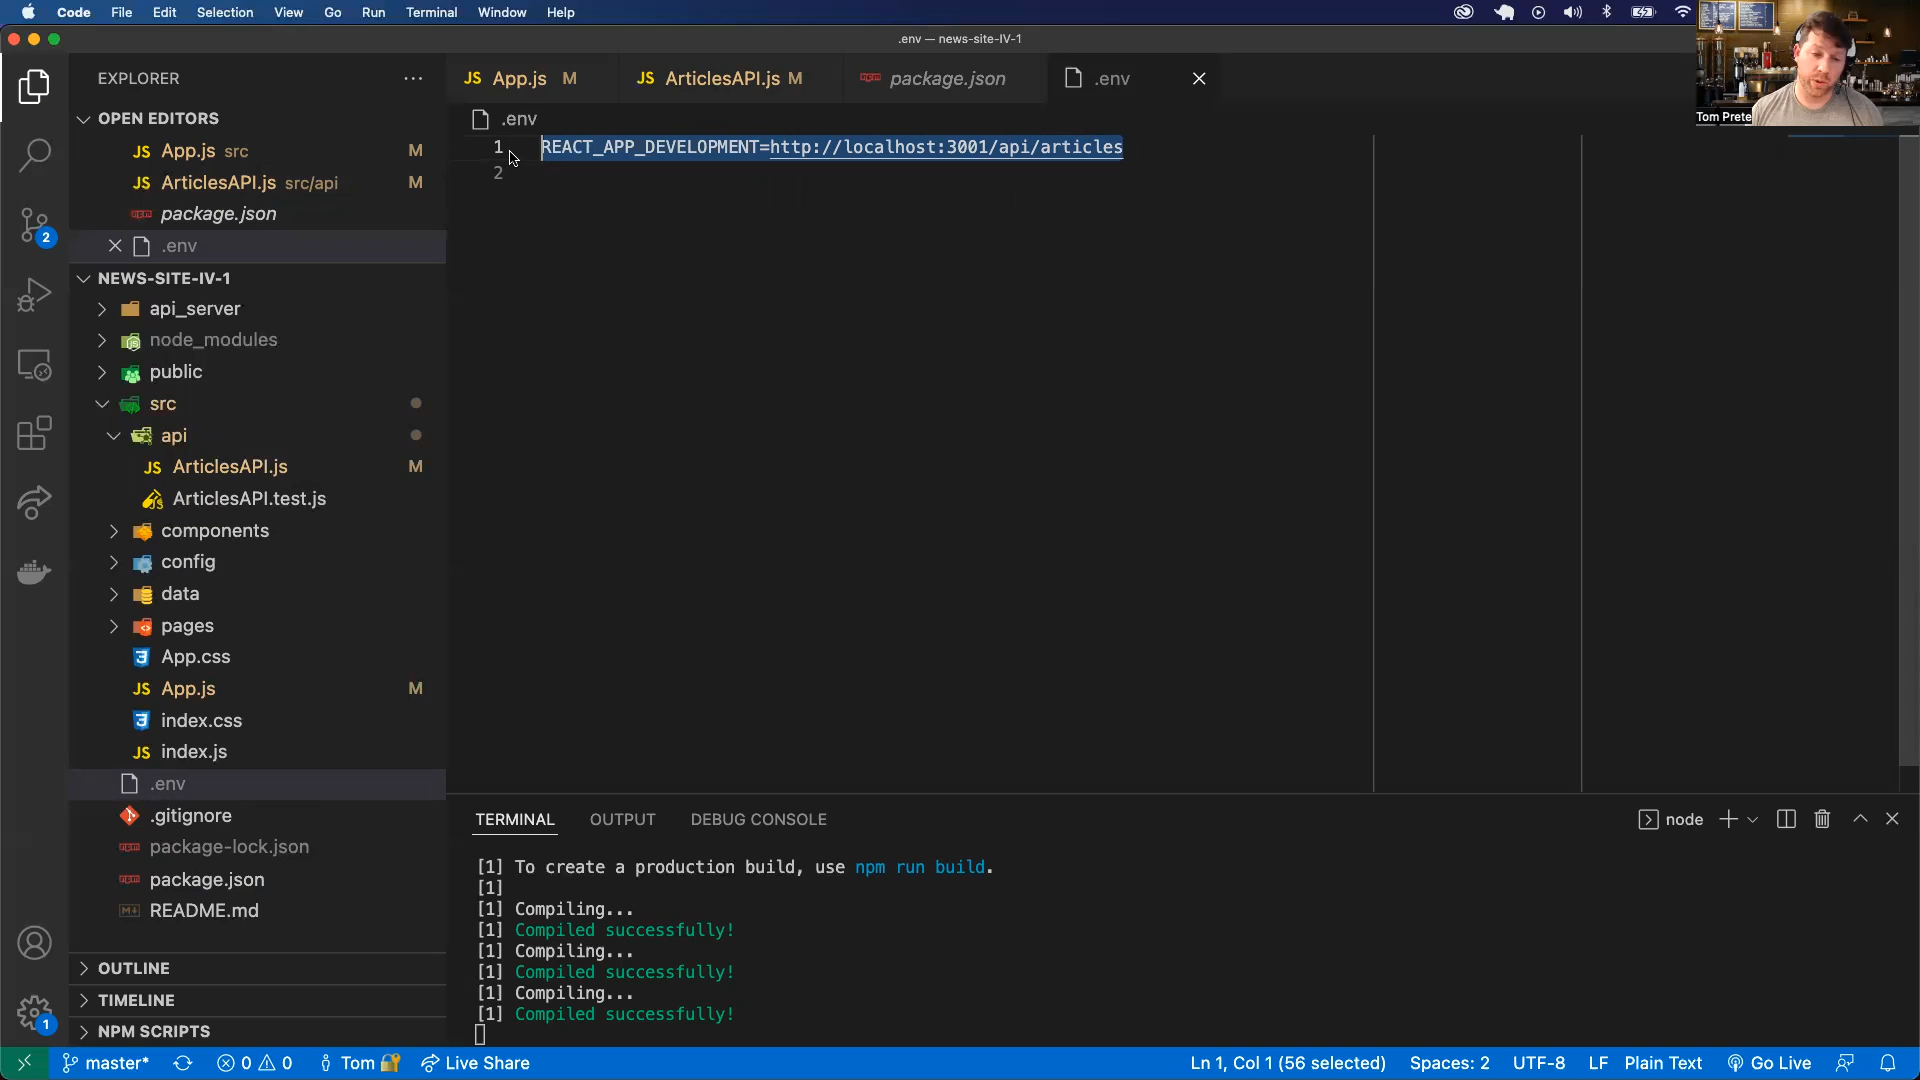 Code File Edit Selection View Go Run Terminal Window Help
.env — news-site-IV-1
Tom Prete
EXPLORER
OPEN EDITORS
JS App.js src M
JS ArticlesAPI.js src/api M
package.json
.env
NEWS-SITE-IV-1
api_server
node_modules
public
src
api
JS ArticlesAPI.js M
ArticlesAPI.test.js
components
config
data
pages
App.css
JS App.js M
index.css
JS index.js
.env
.gitignore
package-lock.json
package.json
README.md
OUTLINE
TIMELINE
NPM SCRIPTS
2
1
JS App.js M JS ArticlesAPI.js M package.json .env
.env
1 REACT_APP_DEVELOPMENT=http://localhost:3001/api/articles
2
TERMINAL OUTPUT DEBUG CONSOLE node
[1] To create a production build, use npm run build.
[1]
[1] Compiling...
[1] Compiled successfully!
[1] Compiling...
[1] Compiled successfully!
[1] Compiling...
[1] Compiled successfully!
master* 0 0 Tom Live Share Ln 1, Col 1 (56 selected) Spaces: 2 UTF-8 LF Plain Text Go Live